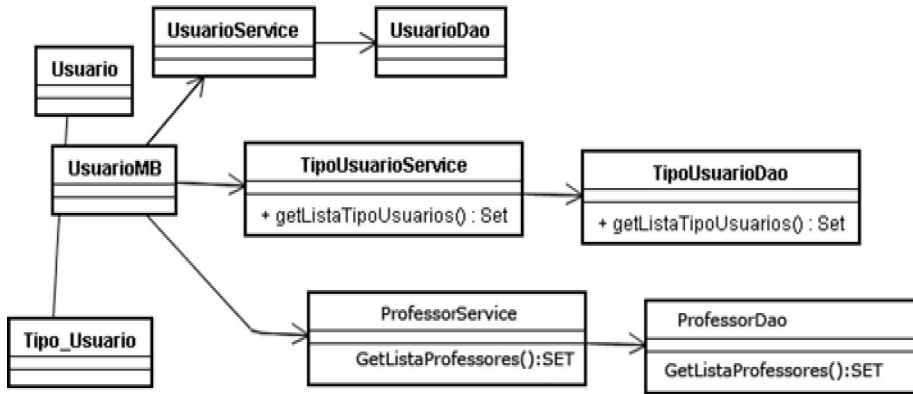 UsuarioService
UsuarioDao
Usuario
UsuarioMB
TipoUsuarioService
+ getListaTipoUsuarios() : Set
TipoUsuarioDao
+ getListaTipoUsuarios() : Set
Tipo_Usuario
ProfessorService
GetListaProfessores():SET
ProfessorDao
GetListaProfessores():SET